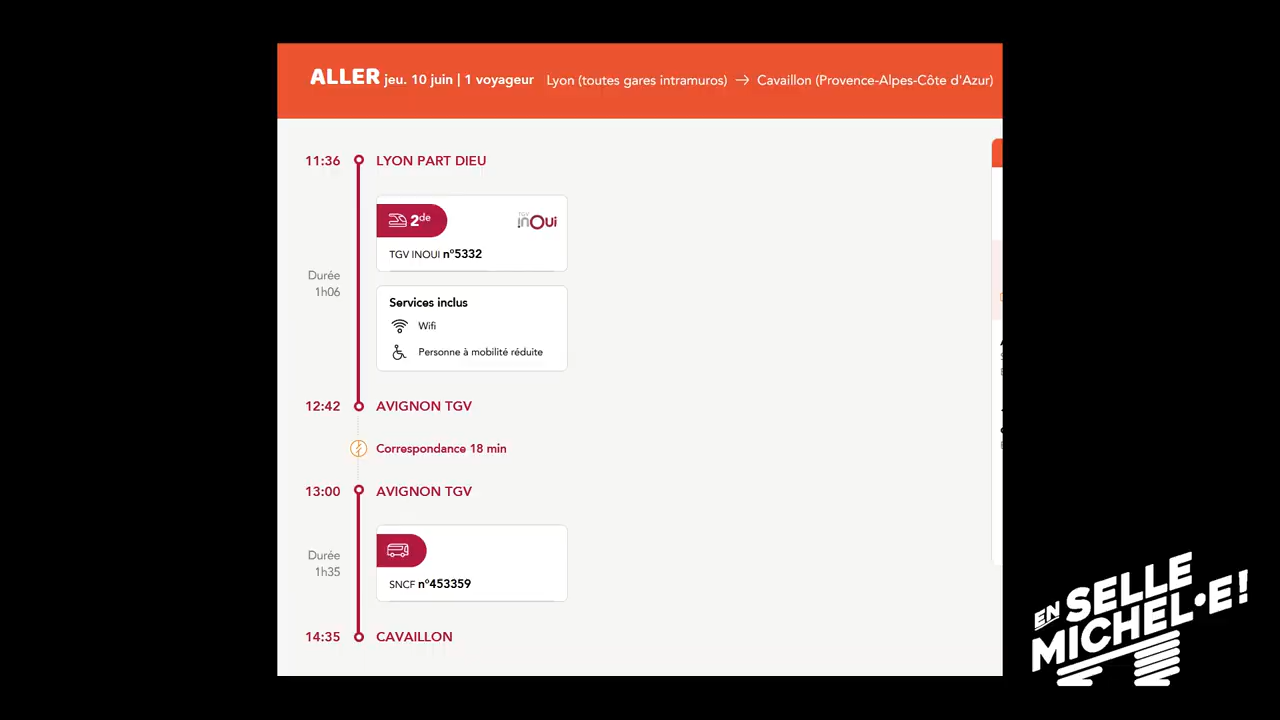 ALLER jeu. 10 juin | 1 voyageur Lyon (toutes gares intramuros) → Cavaillon (Provence-Alpes-Côte d'Azur)
11:36 LYON PART DIEU
2de TGV inOui
TGV INOUI n°5332
Durée
1h06
Services inclus
Wifi
Personne à mobilité réduite
12:42 AVIGNON TGV
Correspondance 18 min
13:00 AVIGNON TGV
Durée
1h35
SNCF n°453359
14:35 CAVAILLON
EN SELLE
MICHEL·E!